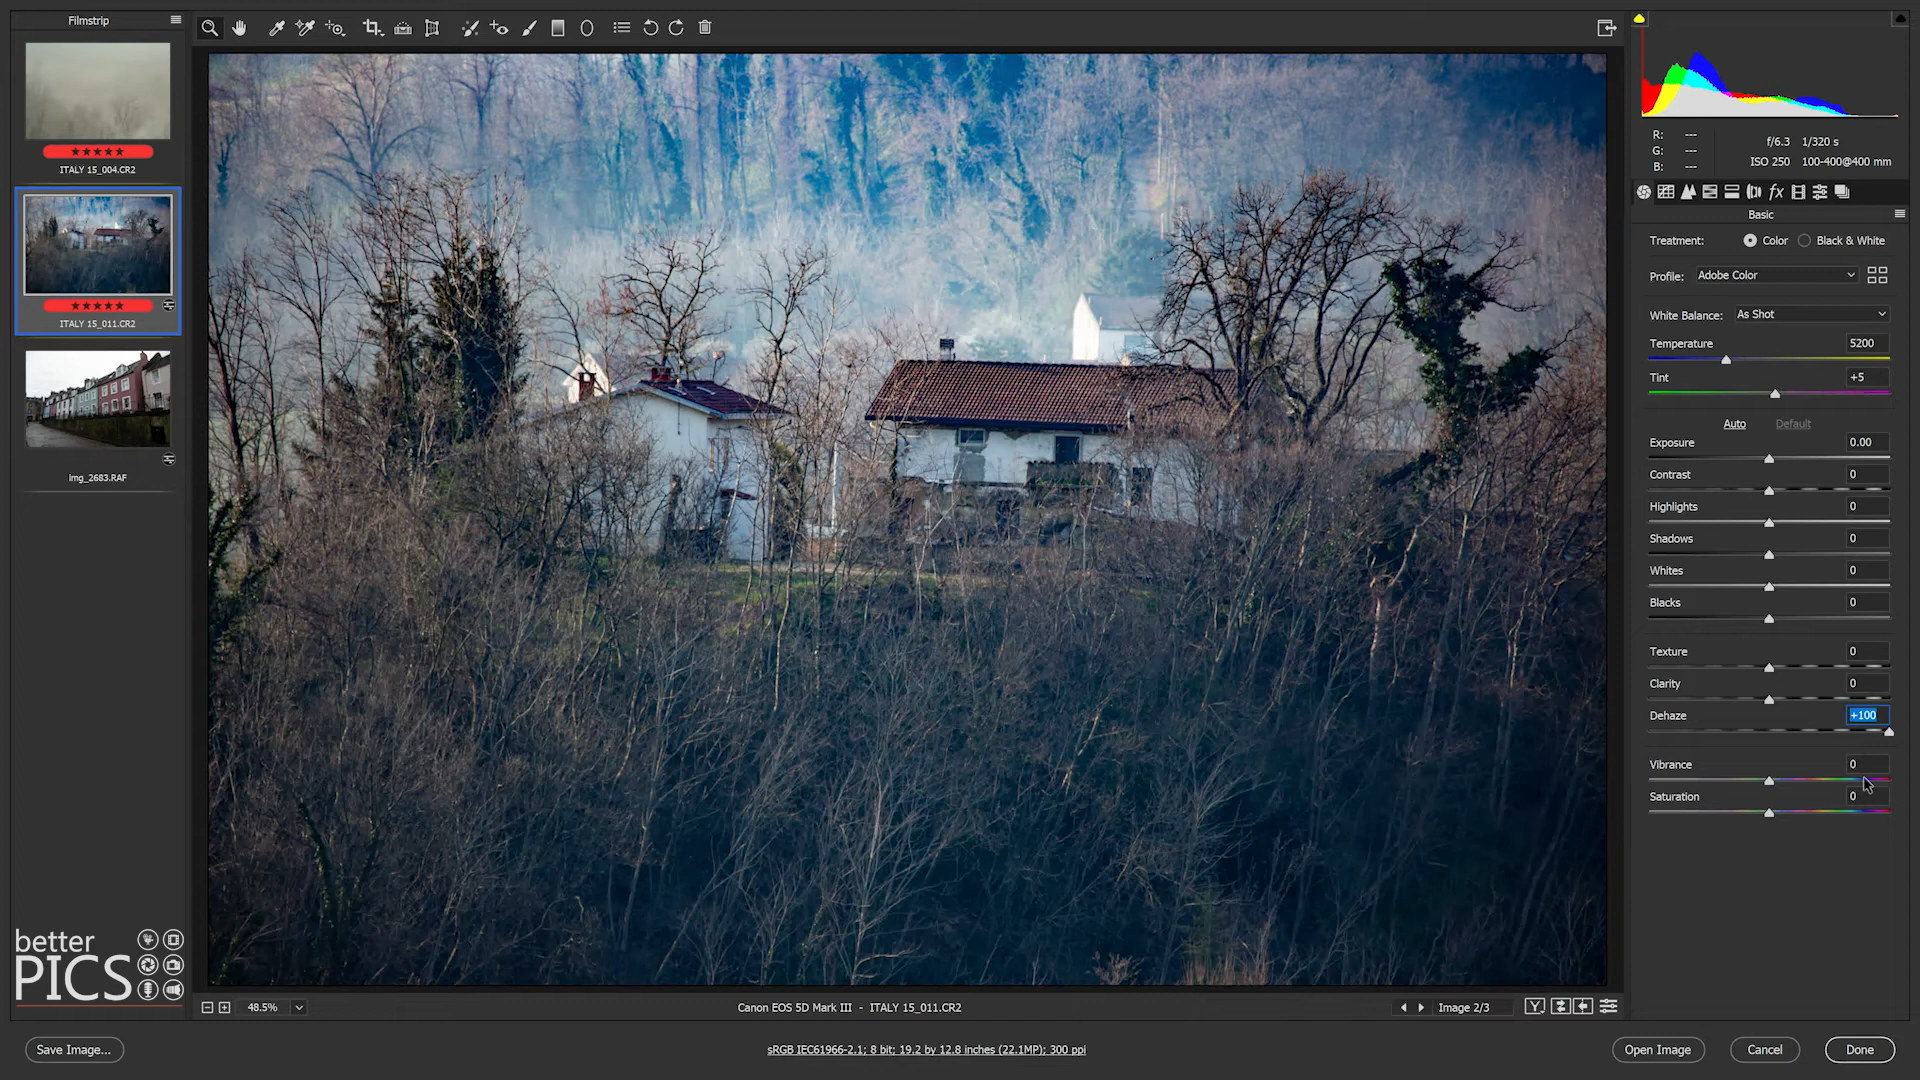 Filmstrip
★★★★★
ITALY 15_004.CR2
★★★★★
ITALY 15_011.CR2
Img_2683.RAF
better
PICS
48.5%
Canon EOS 5D Mark III - ITALY 15_011.CR2
Image 2/3
Y
Save Image...
sRGB IEC61966-2.1; 8 bit; 19.2 by 12.8 inches (22.1MP); 300 ppi
Open Image
Cancel
Done
R: ---
G: ---
B: ---
f/6.3 1/320 s
ISO 250 100-400@400 mm
fx
Basic
Treatment: Color Black & White
Profile: Adobe Color
White Balance: As Shot
Temperature 5200
Tint +5
Auto Default
Exposure 0.00
Contrast 0
Highlights 0
Shadows 0
Whites 0
Blacks 0
Texture 0
Clarity 0
Dehaze +100
Vibrance 0
Saturation 0